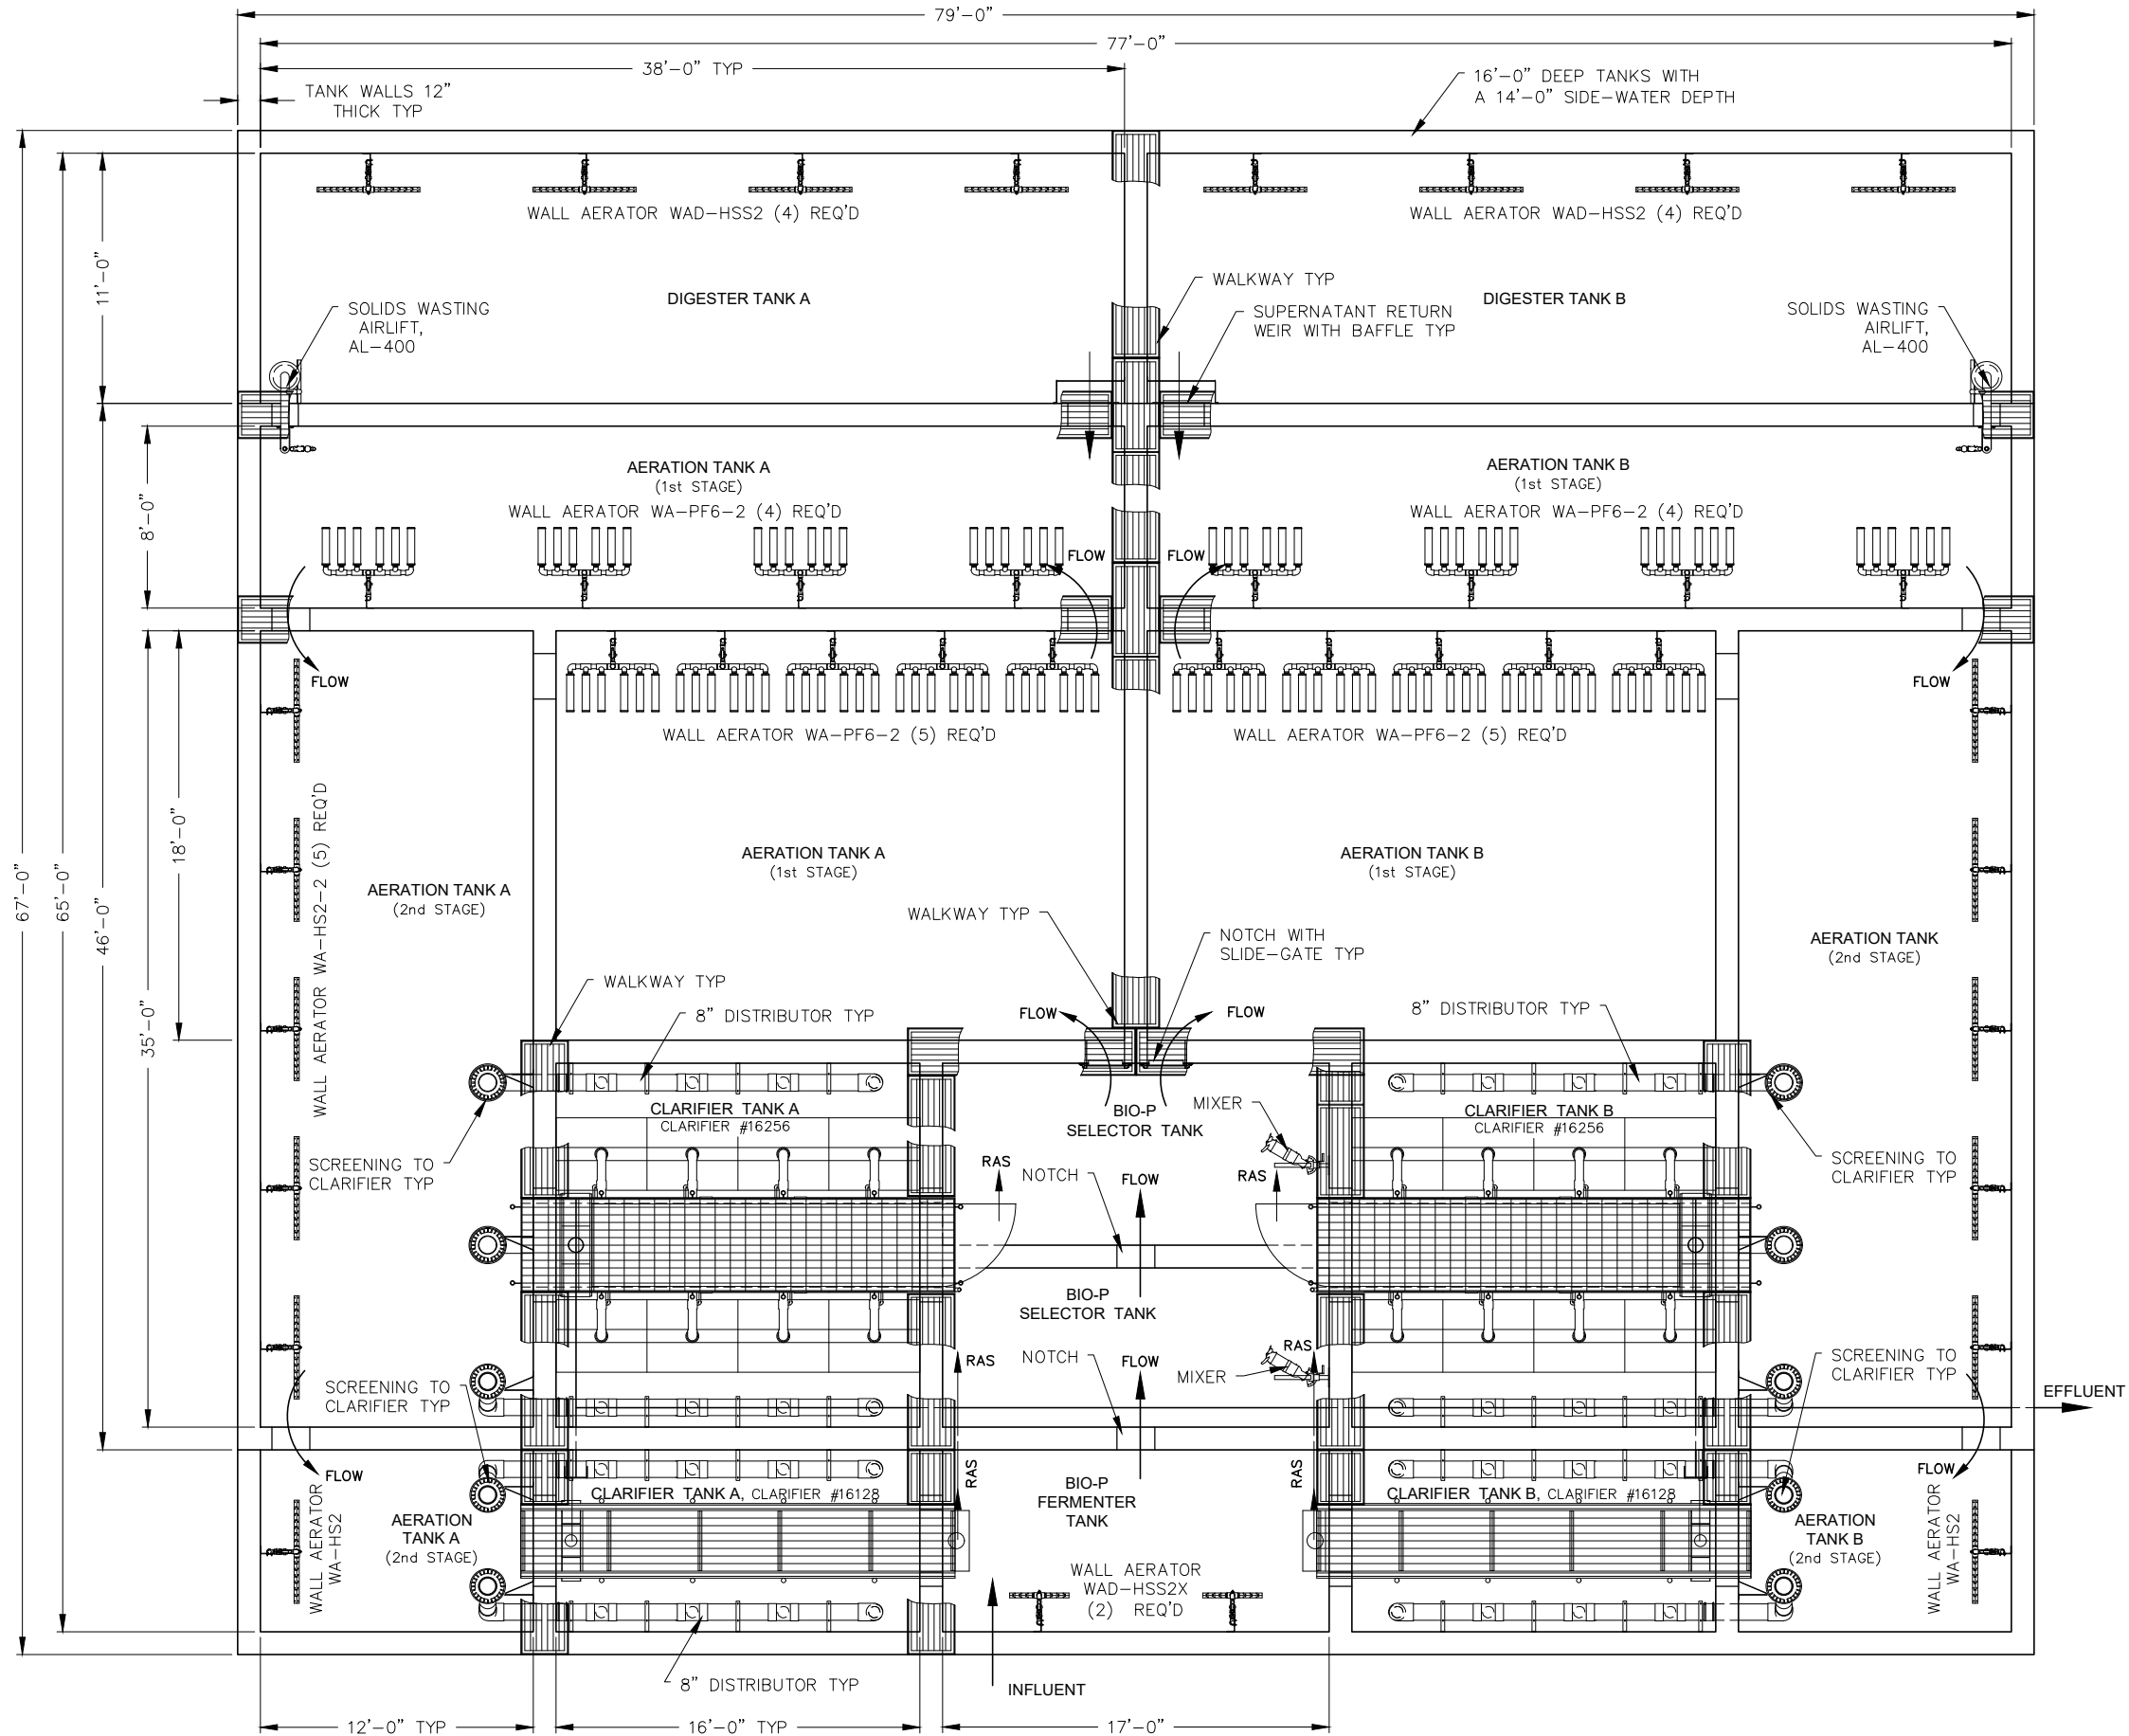 79'-0"
77'-0"
38'-0" TYP
TANK WALLS 12"
THICK TYP
16'-0" DEEP TANKS WITH
A 14'-0" SIDE-WATER DEPTH
WALL AERATOR WAD-HSS2 (4) REQ'D
WALL AERATOR WAD-HSS2 (4) REQ'D
11'-0"
DIGESTER TANK A
WALKWAY TYP
DIGESTER TANK B
SOLIDS WASTING
AIRLIFT,
AL-400
SUPERNATANT RETURN
WEIR WITH BAFFLE TYP
SOLIDS WASTING
AIRLIFT,
AL-400
AERATION TANK A
(1st STAGE)
WALL AERATOR WA-PF6-2 (4) REQ'D
AERATION TANK B
(1st STAGE)
WALL AERATOR WA-PF6-2 (4) REQ'D
8'-0"
FLOW
FLOW
FLOW
FLOW
WALL AERATOR WA-PF6-2 (5) REQ'D
WALL AERATOR WA-PF6-2 (5) REQ'D
67'-0"
65'-0"
46'-0"
35'-0"
18'-0"
WALL AERATOR WA-HS2-2 (5) REQ'D
AERATION TANK A
(2nd STAGE)
AERATION TANK A
(1st STAGE)
AERATION TANK B
(1st STAGE)
WALKWAY TYP
NOTCH WITH
SLIDE-GATE TYP
AERATION TANK
(2nd STAGE)
WALKWAY TYP
8" DISTRIBUTOR TYP
FLOW
FLOW
8" DISTRIBUTOR TYP
CLARIFIER TANK A
CLARIFIER #16256
BIO-P
SELECTOR TANK
MIXER
CLARIFIER TANK B
CLARIFIER #16256
SCREENING TO
CLARIFIER TYP
RAS
NOTCH
FLOW
RAS
SCREENING TO
CLARIFIER TYP
BIO-P
SELECTOR TANK
SCREENING TO
CLARIFIER TYP
RAS
NOTCH
FLOW
MIXER
RAS
SCREENING TO
CLARIFIER TYP
EFFLUENT
FLOW
CLARIFIER TANK A, CLARIFIER #16128
RAS
BIO-P
FERMENTER
TANK
RAS
CLARIFIER TANK B, CLARIFIER #16128
FLOW
WALL AERATOR
WA-HS2
AERATION
TANK A
(2nd STAGE)
WALL AERATOR
WAD-HSS2X
(2) REQ'D
AERATION
TANK B
(2nd STAGE)
WALL AERATOR
WA-HS2
8" DISTRIBUTOR TYP
INFLUENT
12'-0" TYP
16'-0" TYP
17'-0"